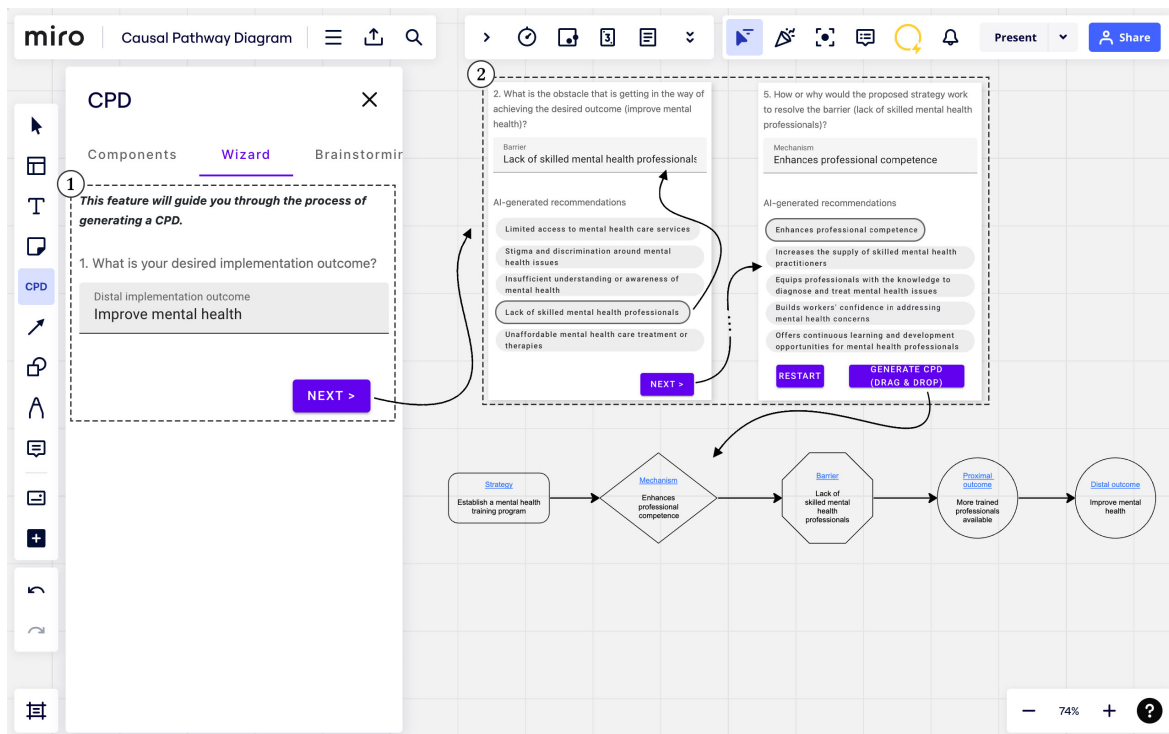 miro
Causal Pathway Diagram
3
Present
Share
CPD
Components
Wizard
Brainstormin
CPD
1
This feature will guide you through the process of
generating a CPD.
1. What is your desired implementation outcome?
Distal implementation outcome
Improve mental health
NEXT >
2
2. What is the obstacle that is getting in the way of
achieving the desired outcome (improve mental
health)?
Barrier
Lack of skilled mental health professionals
AI-generated recommendations
Limited access to mental health care services
Stigma and discrimination around mental
health issues
Insufficient understanding or awareness of
mental health
Lack of skilled mental health professionals
Unaffordable mental health care treatment or
therapies
NEXT >
5. How or why would the proposed strategy work
to resolve the barrier (lack of skilled mental health
professionals)?
Mechanism
Enhances professional competence
AI-generated recommendations
Enhances professional competence
Increases the supply of skilled mental health
practitioners
Equips professionals with the knowledge to
diagnose and treat mental health issues
Builds workers' confidence in addressing
mental health concerns
Offers continuous learning and development
opportunities for mental health professionals
RESTART
GENERATE CPD
(DRAG & DROP)
Strategy
Establish a mental health
training program
Mechanism
Enhances
professional
competence
Barrier
Lack of
skilled mental
health
professionals
Proximal
outcome
More trained
professionals
available
Distal outcome
Improve mental
health
74%
?